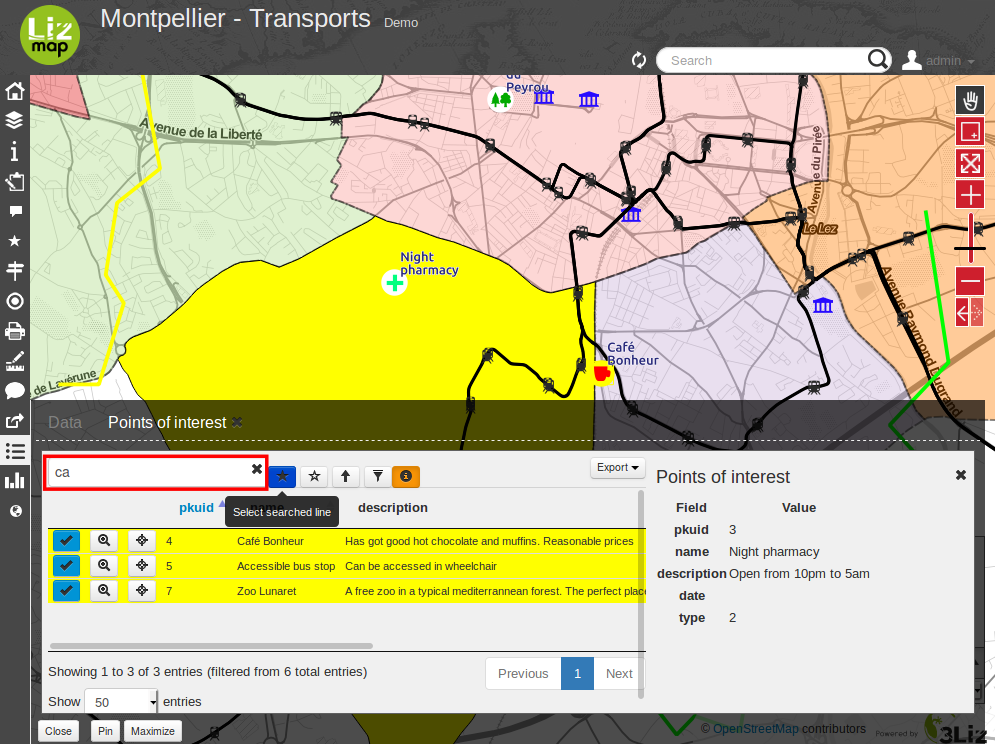 Liz
map
Montpellier - Transports Demo
Search
admin
du
Peyrou
Avenue de la Liberté
Avenue du Pirée
Le Lez
Night
pharmacy
Avenue Raymond Dugrand
Café
Bonheur
de Lavérune
Data
Points of interest
ca
Export
Select searched line
pkuid name description
4 Café Bonheur Has got good hot chocolate and muffins. Reasonable prices
5 Accessible bus stop Can be accessed in wheelchair
7 Zoo Lunaret A free zoo in a typical mediterrannean forest. The perfect place
Showing 1 to 3 of 3 entries (filtered from 6 total entries)
Previous 1 Next
Show 50 entries
Points of interest
Field Value
pkuid 3
name Night pharmacy
description Open from 10pm to 5am
date
type 2
Close Pin Maximize
© OpenStreetMap contributors
Powered by 3Liz